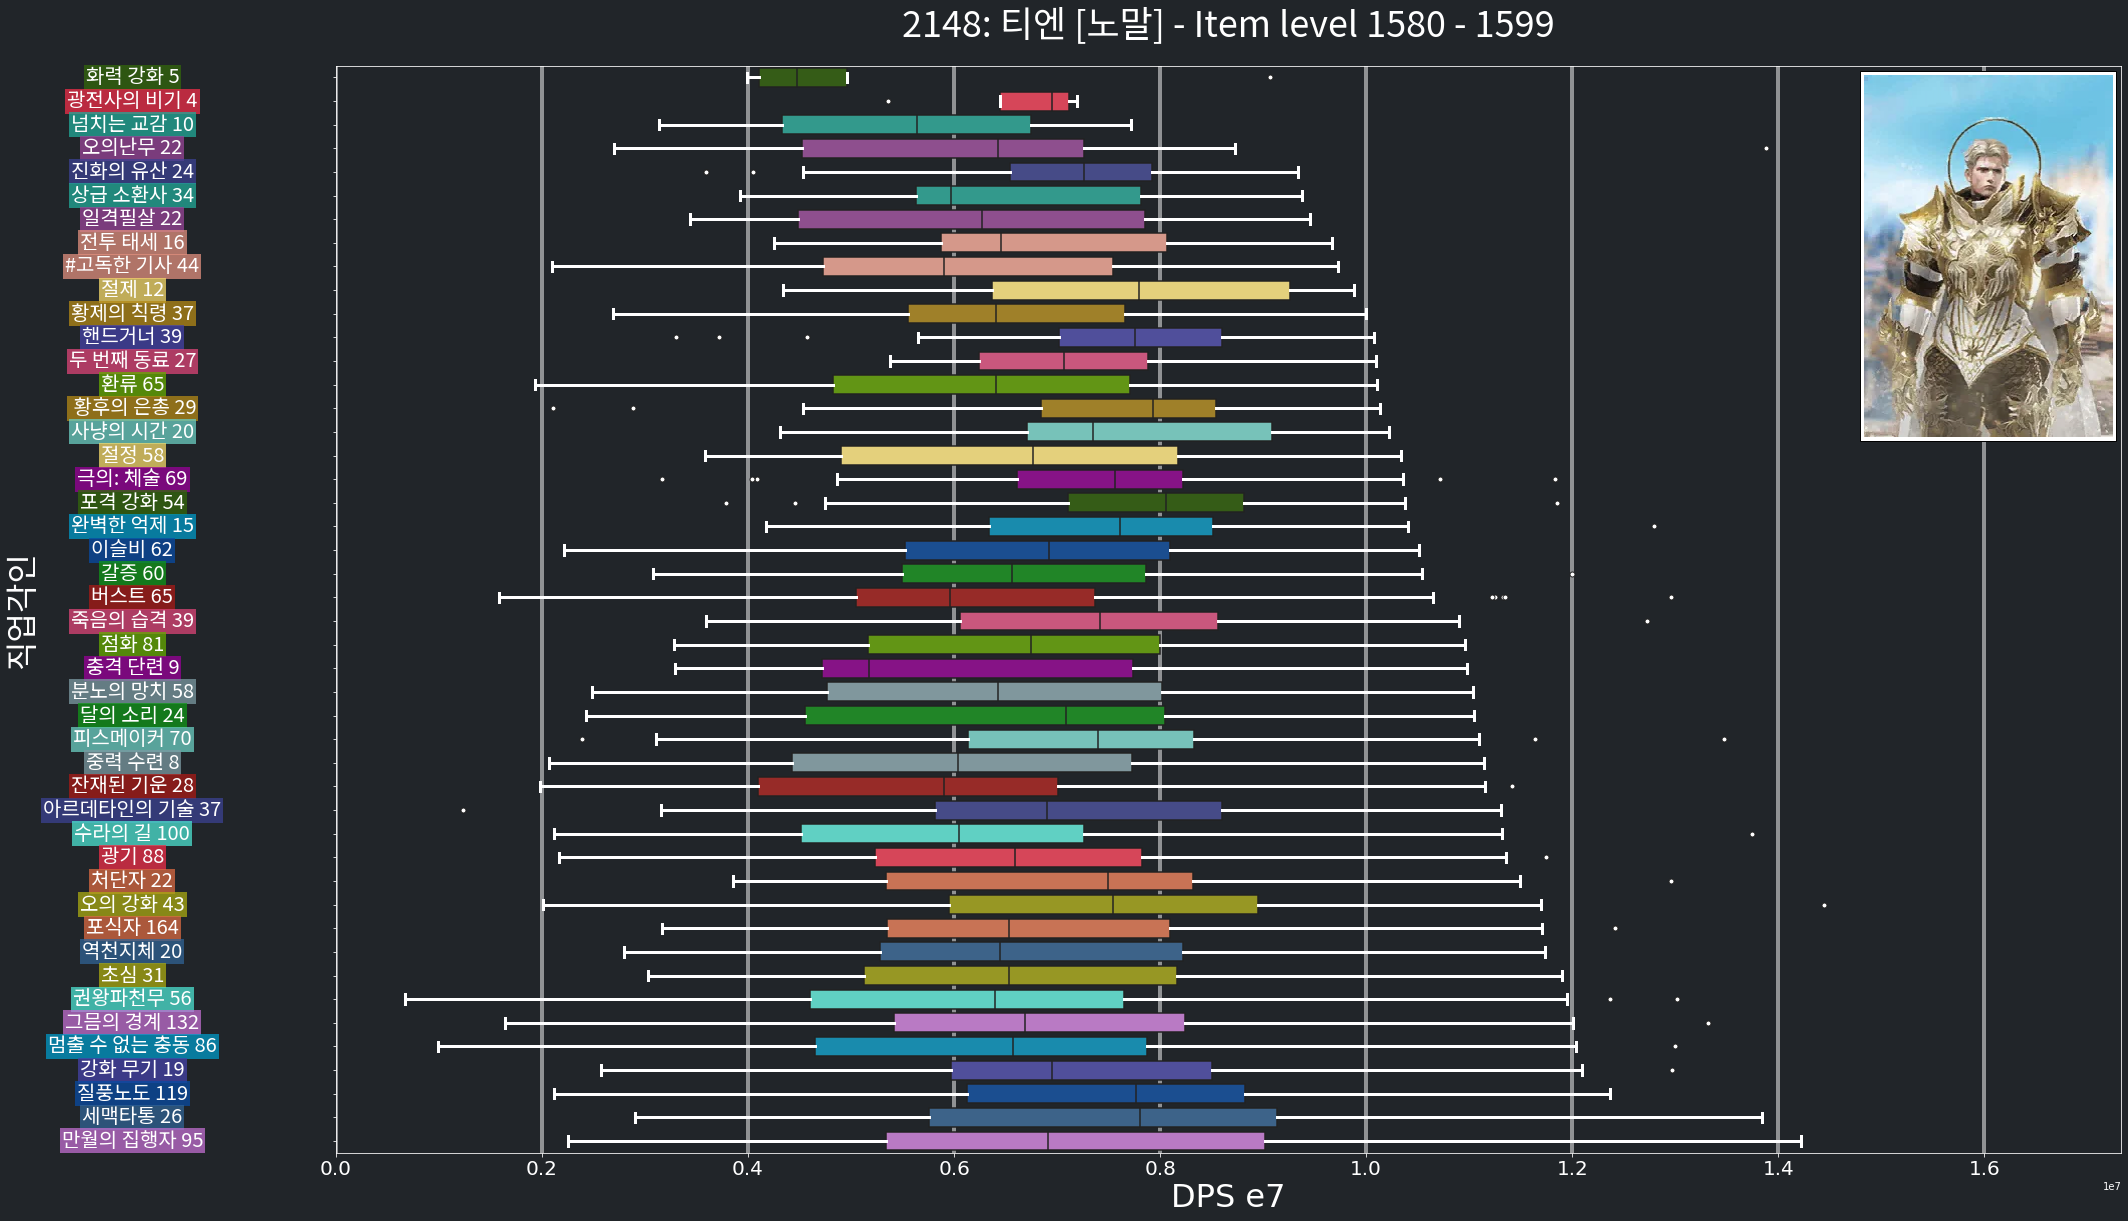 2148: 티엔 [노말] - Item level 1580 - 1599
화력 강화 5
광전사의 비기 4
넘치는 교감 10
오의난무 22
진화의 유산 24
상급 소환사 34
일격필살 22
전투 태세 16
#고독한 기사 44
절제 12
황제의 칙령 37
핸드거너 39
두 번째 동료 27
환류 65
황후의 은총 29
사냥의 시간 20
절정 58
극의: 체술 69
포격 강화 54
완벽한 억제 15
이슬비 62
갈증 60
버스트 65
죽음의 습격 39
점화 81
충격 단련 9
분노의 망치 58
달의 소리 24
피스메이커 70
중력 수련 8
잔재된 기운 28
아르데타인의 기술 37
수라의 길 100
광기 88
처단자 22
오의 강화 43
포식자 164
역천지체 20
초심 31
권왕파천무 56
그믐의 경계 132
멈출 수 없는 충동 86
강화 무기 19
질풍노도 119
세맥타통 26
만월의 집행자 95
직업각인
0.0 0.2 0.4 0.6 0.8 1.0 1.2 1.4 1.6
1e7
DPS e7